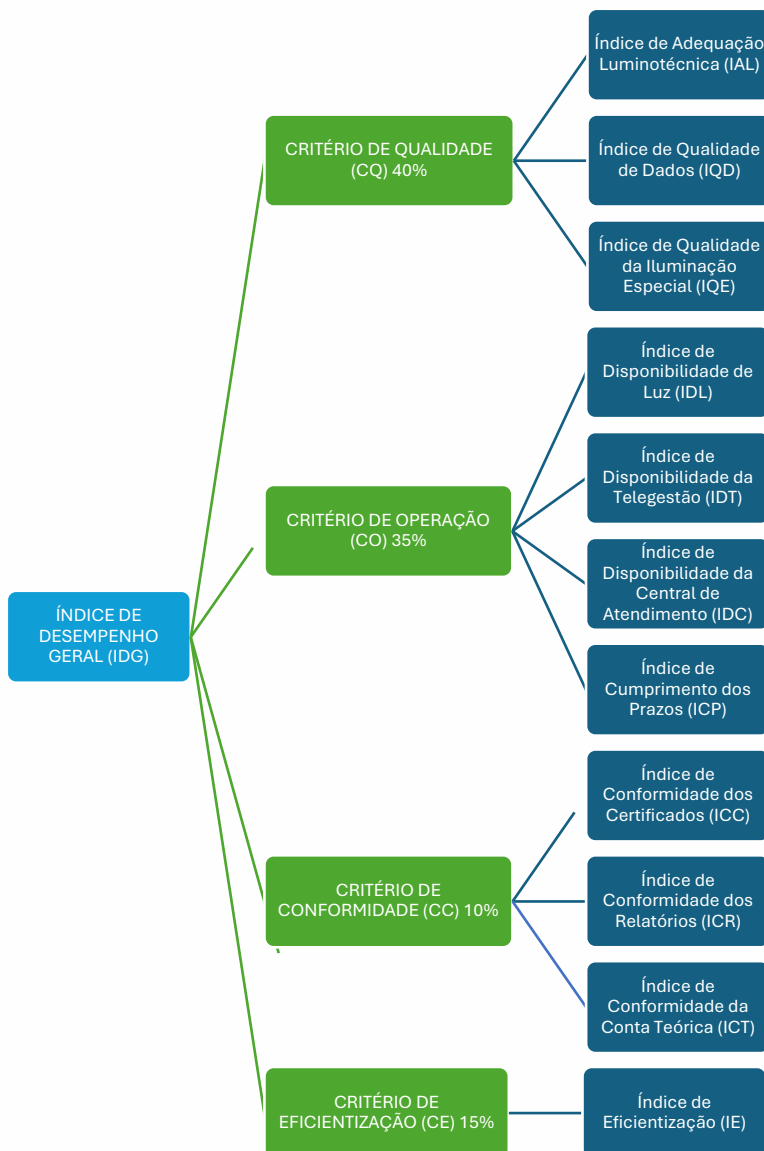 Índice de Adequação
Luminotécnica (IAL)
CRITÉRIO DE QUALIDADE
(CQ) 40%
Índice de Qualidade
de Dados (IQD)
Índice de Qualidade
da Iluminação
Especial (IQE)
Índice de
Disponibilidade de
Luz (IDL)
Índice de
Disponibilidade da
Telegestão (IDT)
CRITÉRIO DE OPERAÇÃO
(CO) 35%
Índice de
Disponibilidade da
Central de
Atendimento (IDC)
ÍNDICE DE
DESEMPENHO
GERAL (IDG)
Índice de
Cumprimento dos
Prazos (ICP)
Índice de
Conformidade dos
Certificados (ICC)
CRITÉRIO DE
CONFORMIDADE (CC) 10%
Índice de
Conformidade dos
Relatórios (ICR)
Índice de
Conformidade da
Conta Teórica (ICT)
CRITÉRIO DE
EFICIENTIZAÇÃO (CE) 15%
Índice de
Eficientização (IE)